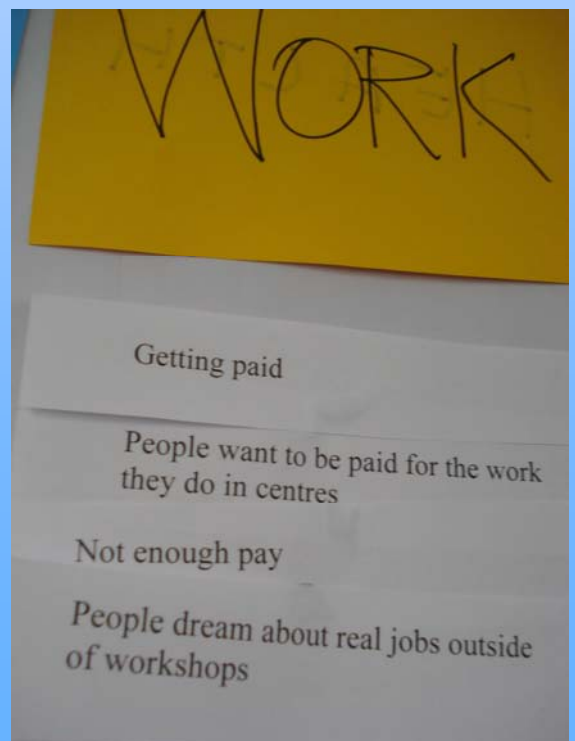 WORK
Getting paid
People want to be paid for the work
they do in centres
Not enough pay
People dream about real jobs outside
of workshops